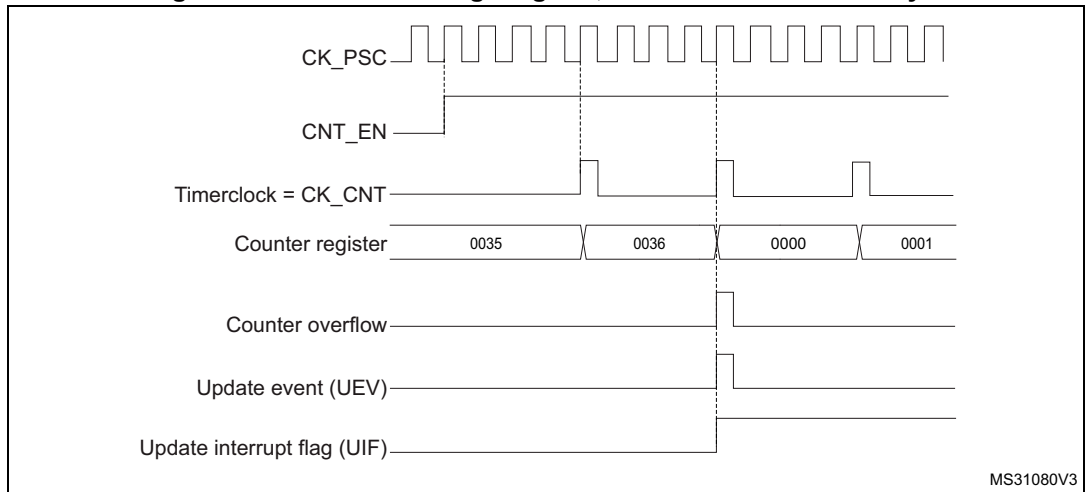 CK_PSC
CNT_EN
Timerclock = CK_CNT
Counter register 0035 0036 0000 0001
Counter overflow
Update event (UEV)
Update interrupt flag (UIF)
MS31080V3